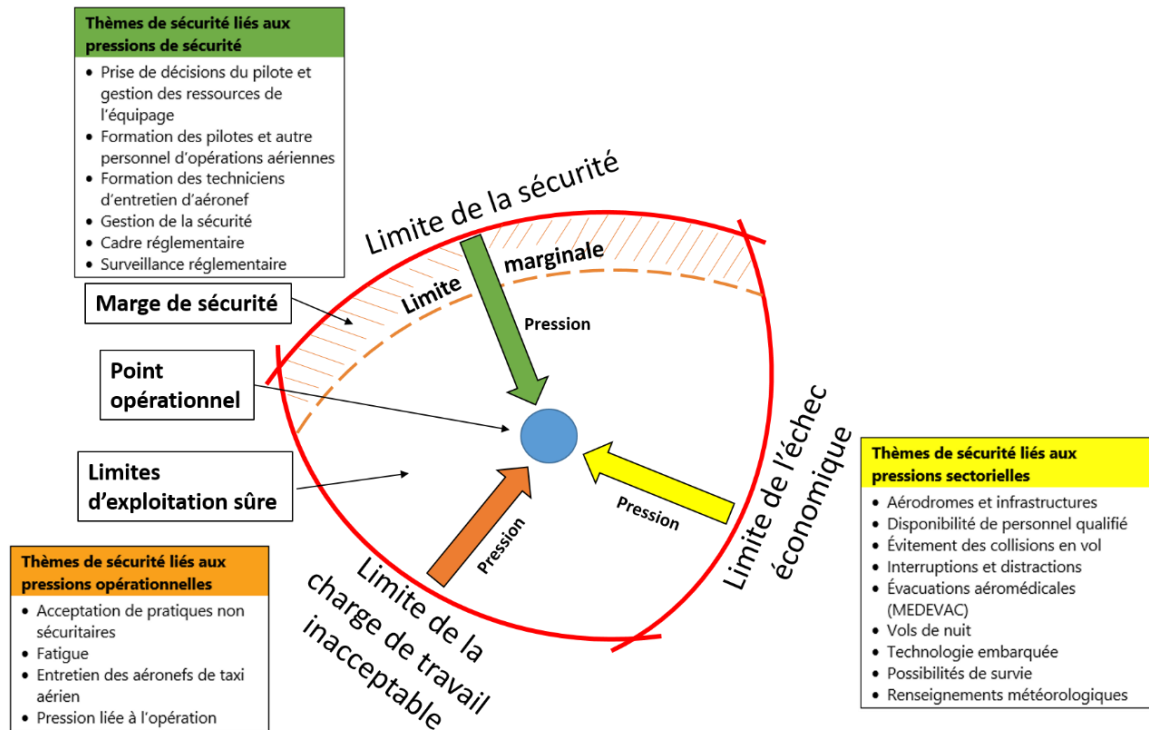 Thèmes de sécurité liés aux
pressions de sécurité
• Prise de décisions du pilote et
gestion des ressources de
l'équipage
• Formation des pilotes et autre
personnel d'opérations aériennes
• Formation des techniciens
d'entretien d'aéronef
• Gestion de la sécurité
• Cadre réglementaire
• Surveillance réglementaire
Limite de la sécurité
Limite marginale
Marge de sécurité
Pression
Point
opérationnel
Limites
d'exploitation sûre
Pression
Pression
Limite de l'échec
économique
Limite de la
charge de travail
inacceptable
Thèmes de sécurité liés aux
pressions sectorielles
• Aérodromes et infrastructures
• Disponibilité de personnel qualifié
• Évitement des collisions en vol
• Interruptions et distractions
• Évacuations aéromédicales
(MEDEVAC)
• Vols de nuit
• Technologie embarquée
• Possibilités de survie
• Renseignements météorologiques
Thèmes de sécurité liés aux
pressions opérationnelles
• Acceptation de pratiques non
sécuritaires
• Fatigue
• Entretien des aéronefs de taxi
aérien
• Pression liée à l'opération